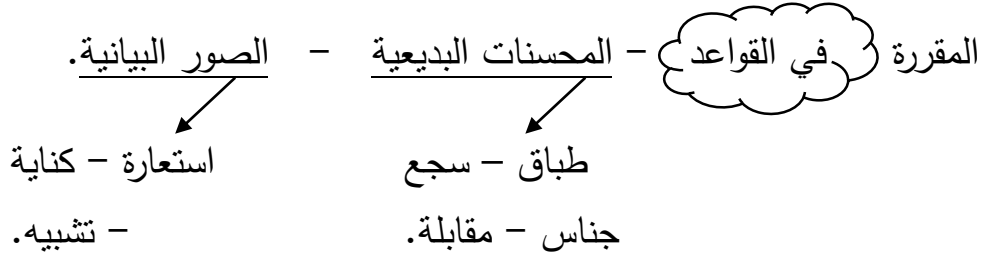 المقررة في القواعد – المحسنات البديعية – الصور البيانية.
طباق – سجع استعارة – كناية
جناس – مقابلة. – تشبيه.